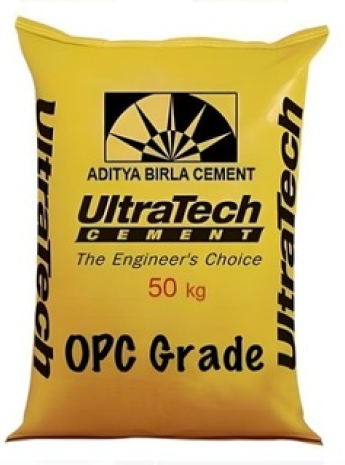 ADITYA BIRLA CEMENT
UltraTech
CEMENT
The Engineer's Choice
50 kg
OPC Grade
UltraTech
UltraTech